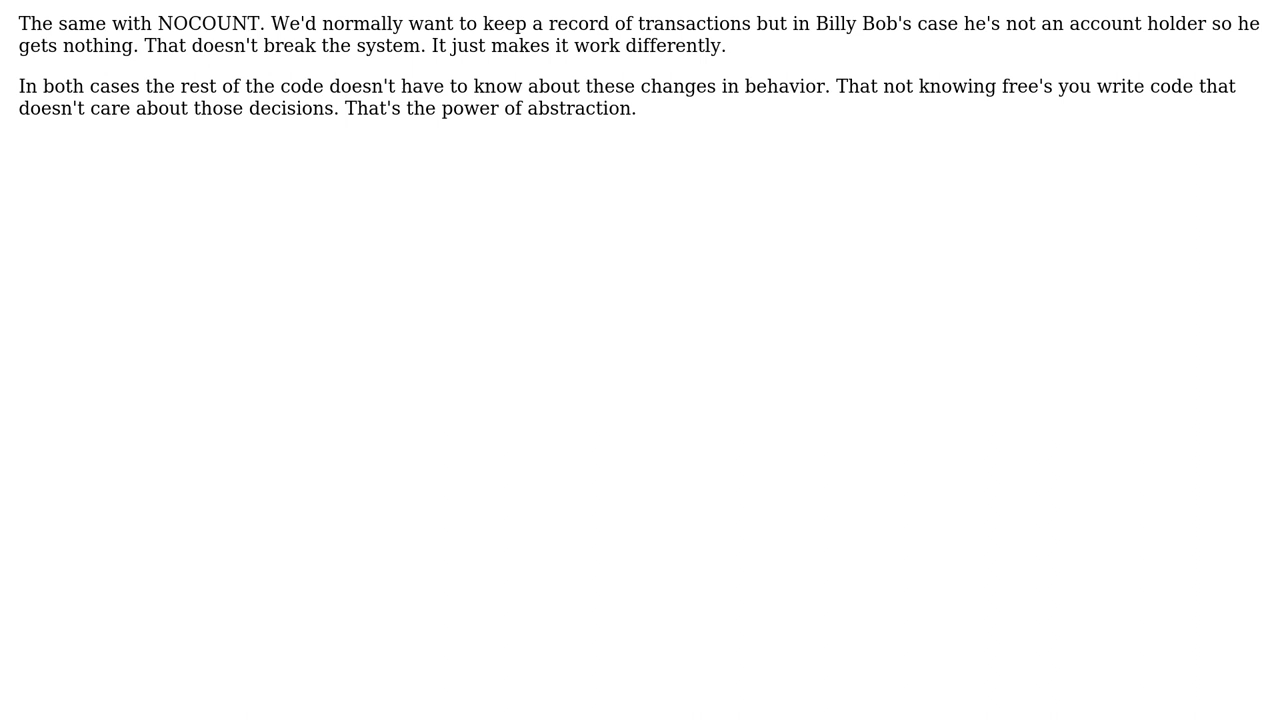 The same with NOCOUNT. We'd normally want to keep a record of transactions but in Billy Bob's case he's not an account holder so he
gets nothing. That doesn't break the system. It just makes it work differently.
In both cases the rest of the code doesn't have to know about these changes in behavior. That not knowing free's you write code that
doesn't care about those decisions. That's the power of abstraction.